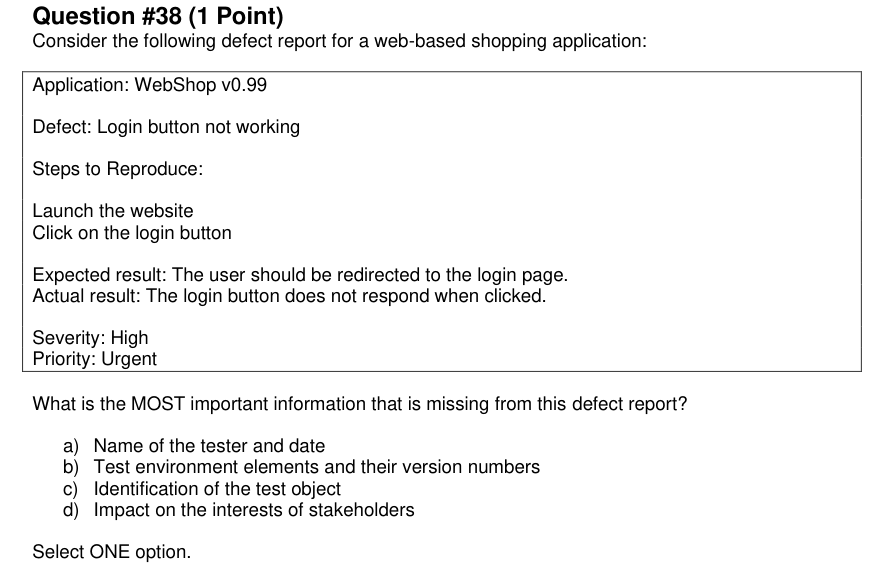 Question #38 (1 Point)
Consider the following defect report for a web-based shopping application:
Application: WebShop v0.99
Defect: Login button not working
Steps to Reproduce:
Launch the website
Click on the login button
Expected result: The user should be redirected to the login page.
Actual result: The login button does not respond when clicked.
Severity: High
Priority: Urgent
What is the MOST important information that is missing from this defect report?
a) Name of the tester and date
b) Test environment elements and their version numbers
c) Identification of the test object
d) Impact on the interests of stakeholders
Select ONE option.